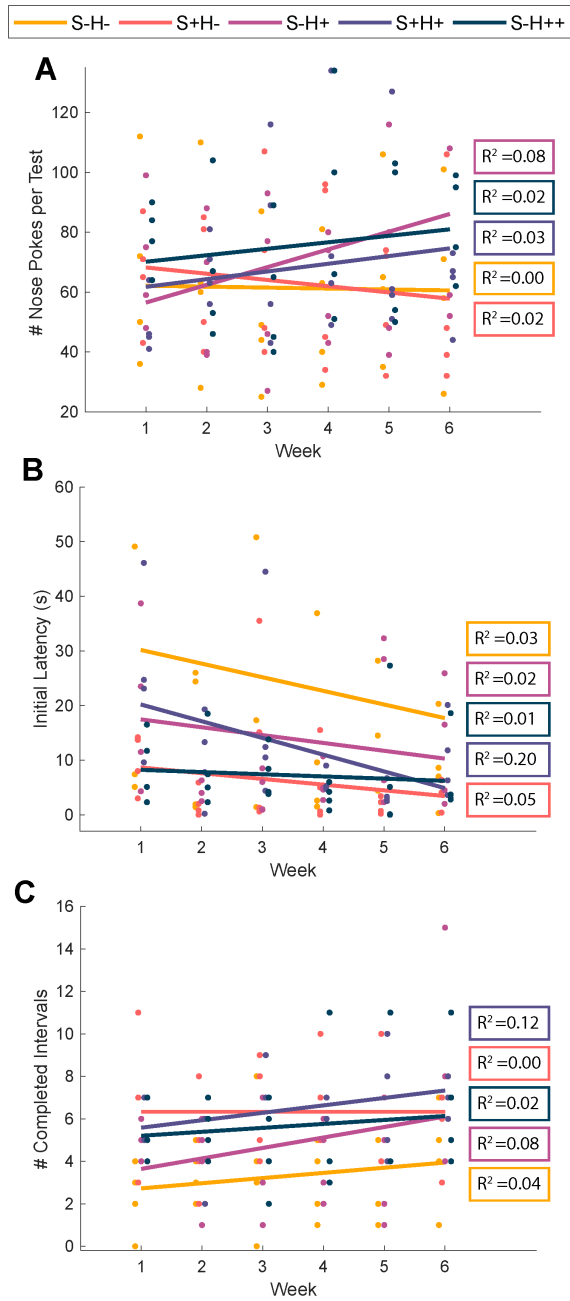 S-H- S+H- S-H+ S+H+ S-H++
A
120
100
80
60
40
20
# Nose Pokes per Test
R² =0.08
R² =0.02
R² =0.03
R² =0.00
R² =0.02
1 2 3 4 5 6
Week
B
60
50
40
30
20
10
0
Initial Latency (s)
R² =0.03
R² =0.02
R² =0.01
R² =0.20
R² =0.05
1 2 3 4 5 6
Week
C
16
14
12
10
8
6
4
2
0
# Completed Intervals
R² =0.12
R² =0.00
R² =0.02
R² =0.08
R² =0.04
1 2 3 4 5 6
Week